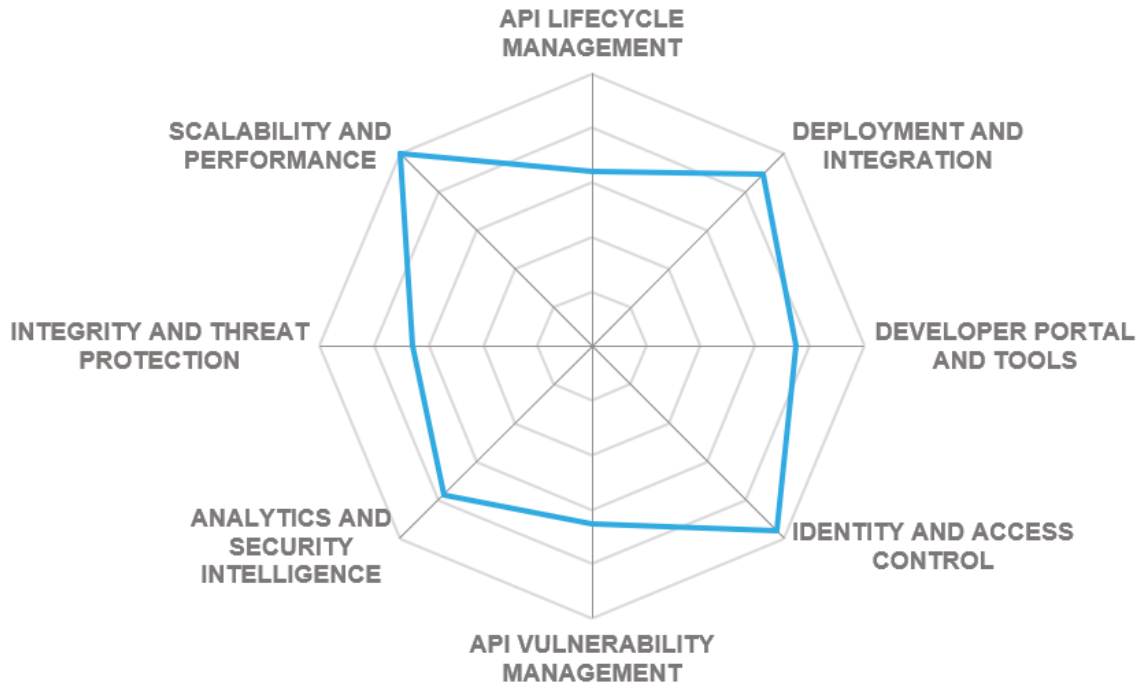 API LIFECYCLE
MANAGEMENT
DEPLOYMENT AND
INTEGRATION
DEVELOPER PORTAL
AND TOOLS
IDENTITY AND ACCESS
CONTROL
API VULNERABILITY
MANAGEMENT
ANALYTICS AND
SECURITY
INTELLIGENCE
INTEGRITY AND THREAT
PROTECTION
SCALABILITY AND
PERFORMANCE